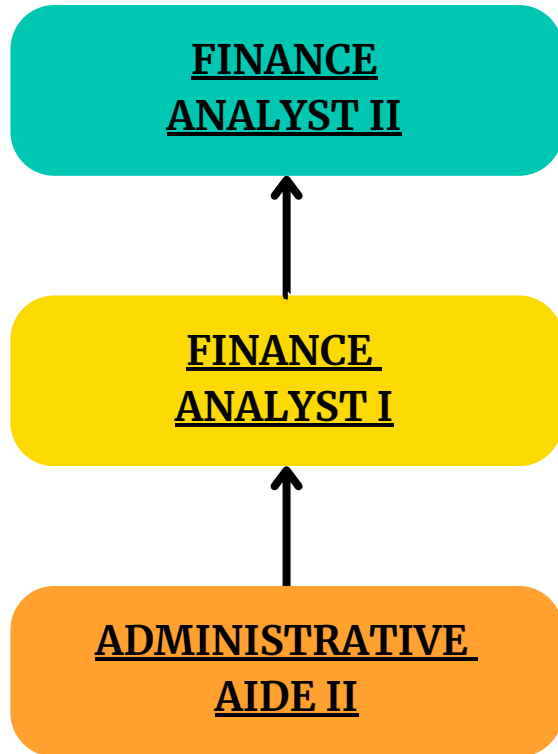 FINANCE
ANALYST II
FINANCE
ANALYST I
ADMINISTRATIVE
AIDE II